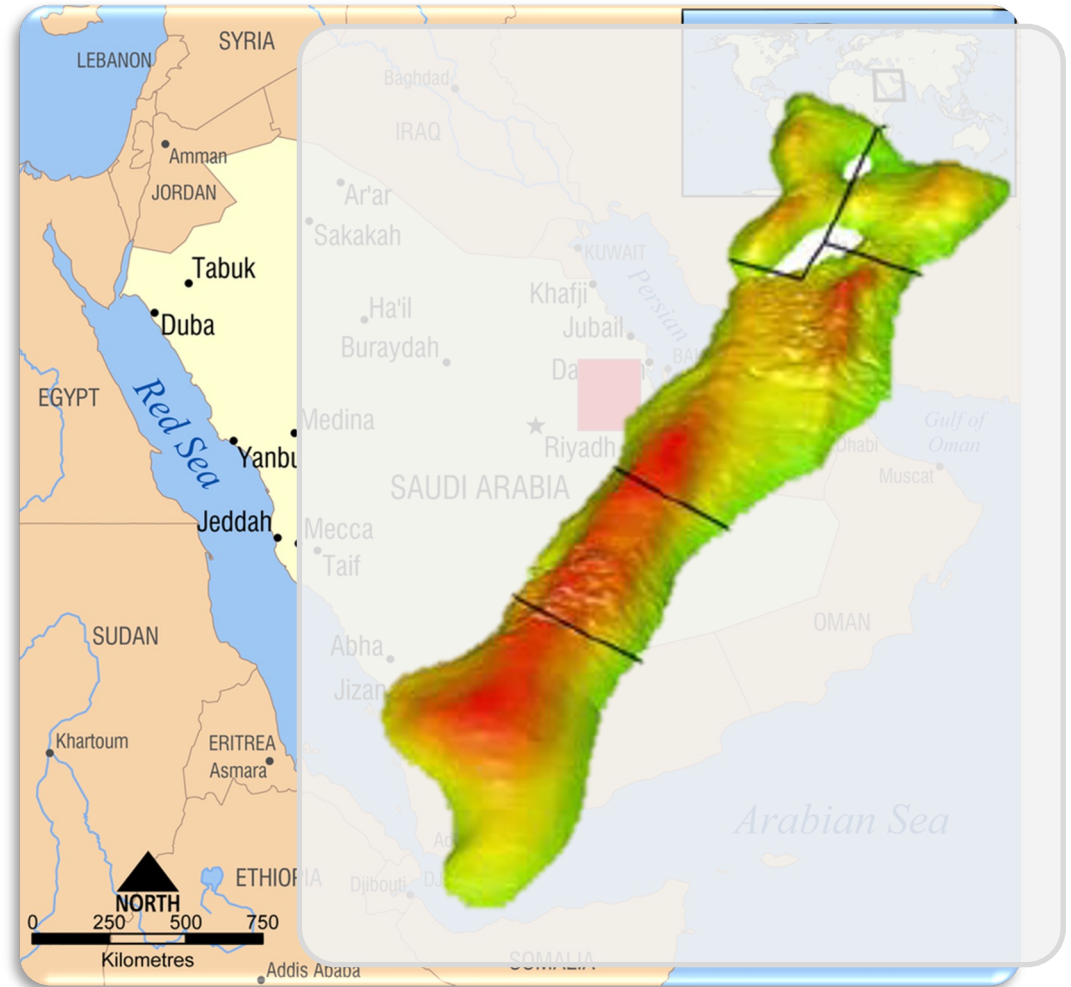 SYRIA
LEBANON
Baghdad
IRAQ
Amman
JORDAN
Ar'ar
Sakakah
KUWAIT
Tabuk
Khafji
Persian
Ha'il
Duba
Jubail
Buraydah
EGYPT
Red Sea
Medina
Gulf of
Oman
Riyadh
Dhabi
Yanbu
Muscat
SAUDI ARABIA
Jeddah
Mecca
Taif
OMAN
SUDAN
Abha
Jizan
Khartoum
ERITREA
Asmara
Arabian Sea
ETHIOPIA
Djibouti
NORTH
0 250 500 750
Kilometres
SOMALIA
Addis Ababa